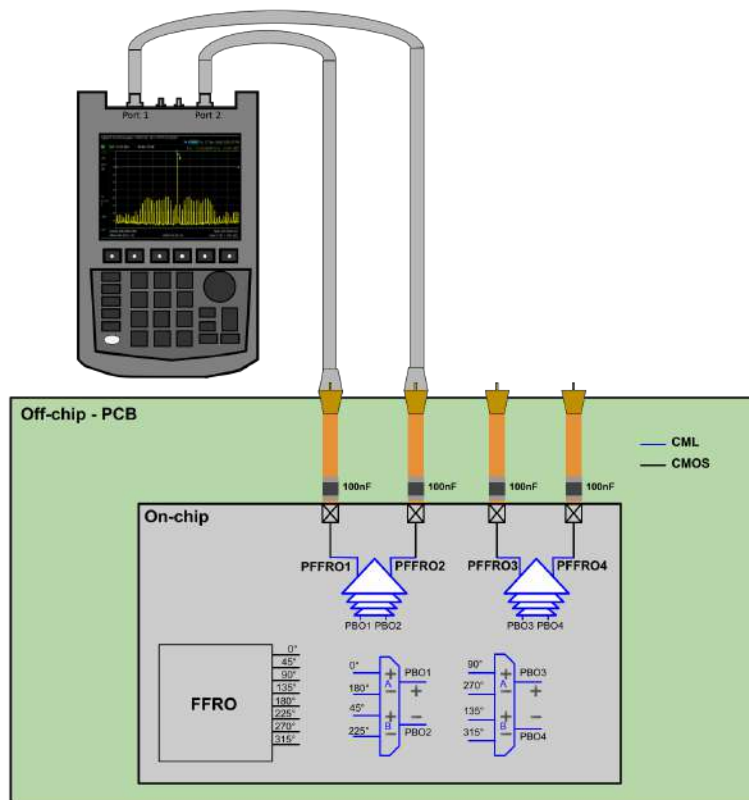 Port 1
Port 2
Off-chip - PCB
CML
CMOS
100nF
100nF
100nF
100nF
On-chip
PFFRO1
PFFRO2
PFFRO3
PFFRO4
PBO1 PBO2
PBO3 PBO4
FFRO
0°
45°
90°
135°
180°
225°
270°
315°
0°
180°
45°
225°
+
A
−
+
B
−
PBO1
+
−
PBO2
90°
270°
135°
315°
+
A
−
+
B
−
PBO3
+
−
PBO4